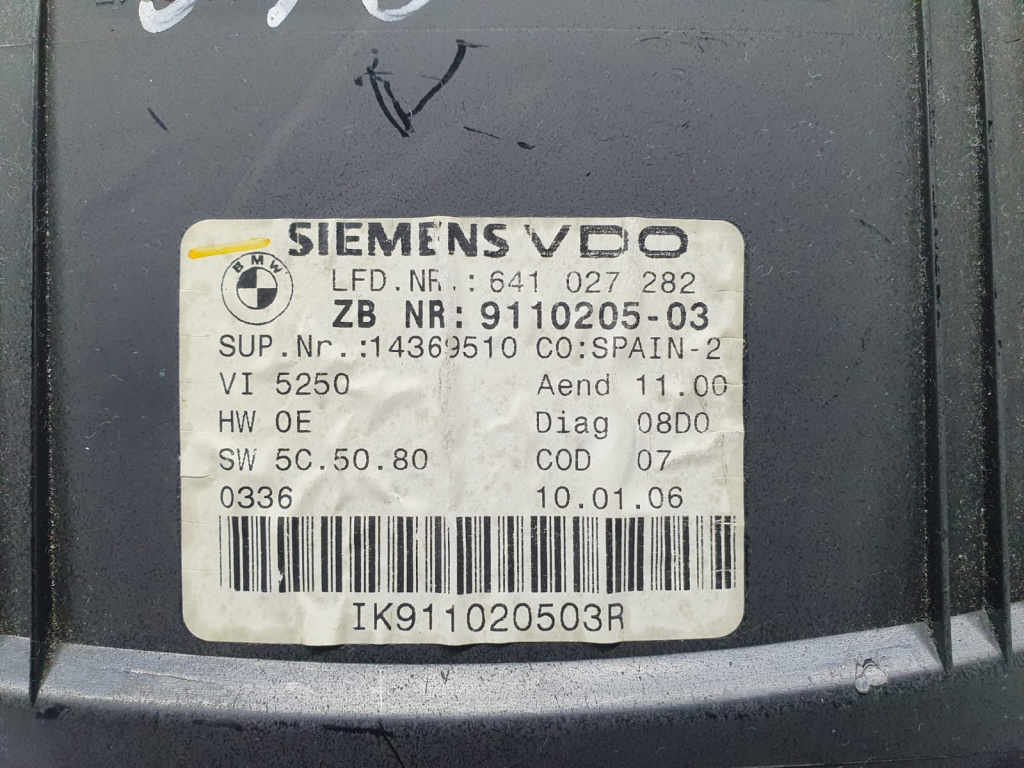 SIEMENS VDO
BMW
LFD.NR.: 641 027 282
ZB NR: 9110205-03
SUP.Nr.:14369510 CO:SPAIN-2
VI 5250 Aend 11.00
HW 0E Diag 08D0
SW 5C.50.80 COD 07
0336 10.01.06
IK911020503R